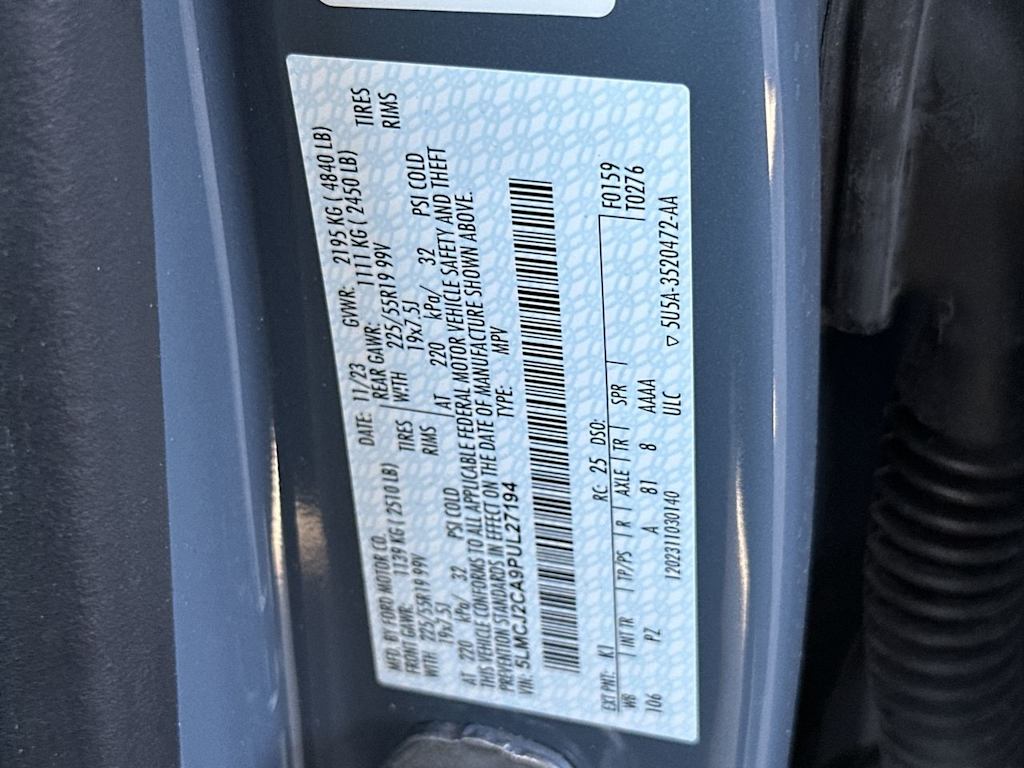 MFD. BY FORD MOTOR CO. DATE: 11/23 GVWR: 2195 KG ( 4840 LB)
FRONT GAWR: 1139 KG ( 2510 LB) REAR GAWR: 1111 KG ( 2450 LB)
WITH 225/55R19 99V TIRES WITH 225/55R19 99V TIRES
19x7.5J RIMS 19x7.5J RIMS
AT 220 kPa/ 32 PSI COLD AT 220 kPa/ 32 PSI COLD
THIS VEHICLE CONFORMS TO ALL APPLICABLE FEDERAL MOTOR VEHICLE SAFETY AND THEFT
PREVENTION STANDARDS IN EFFECT ON THE DATE OF MANUFACTURE SHOWN ABOVE.
VIN: 5LMCJ2CA9PUL27194 TYPE: MPV
EXT PNT: K1 RC: 25 DSO: F0159
WB | INT TR | TP/PS | R | AXLE | TR | SPR | T0276
106 PZ A 81 8 AAAA
ULC
1202311030140 ▽ 5U5A-3520472-AA